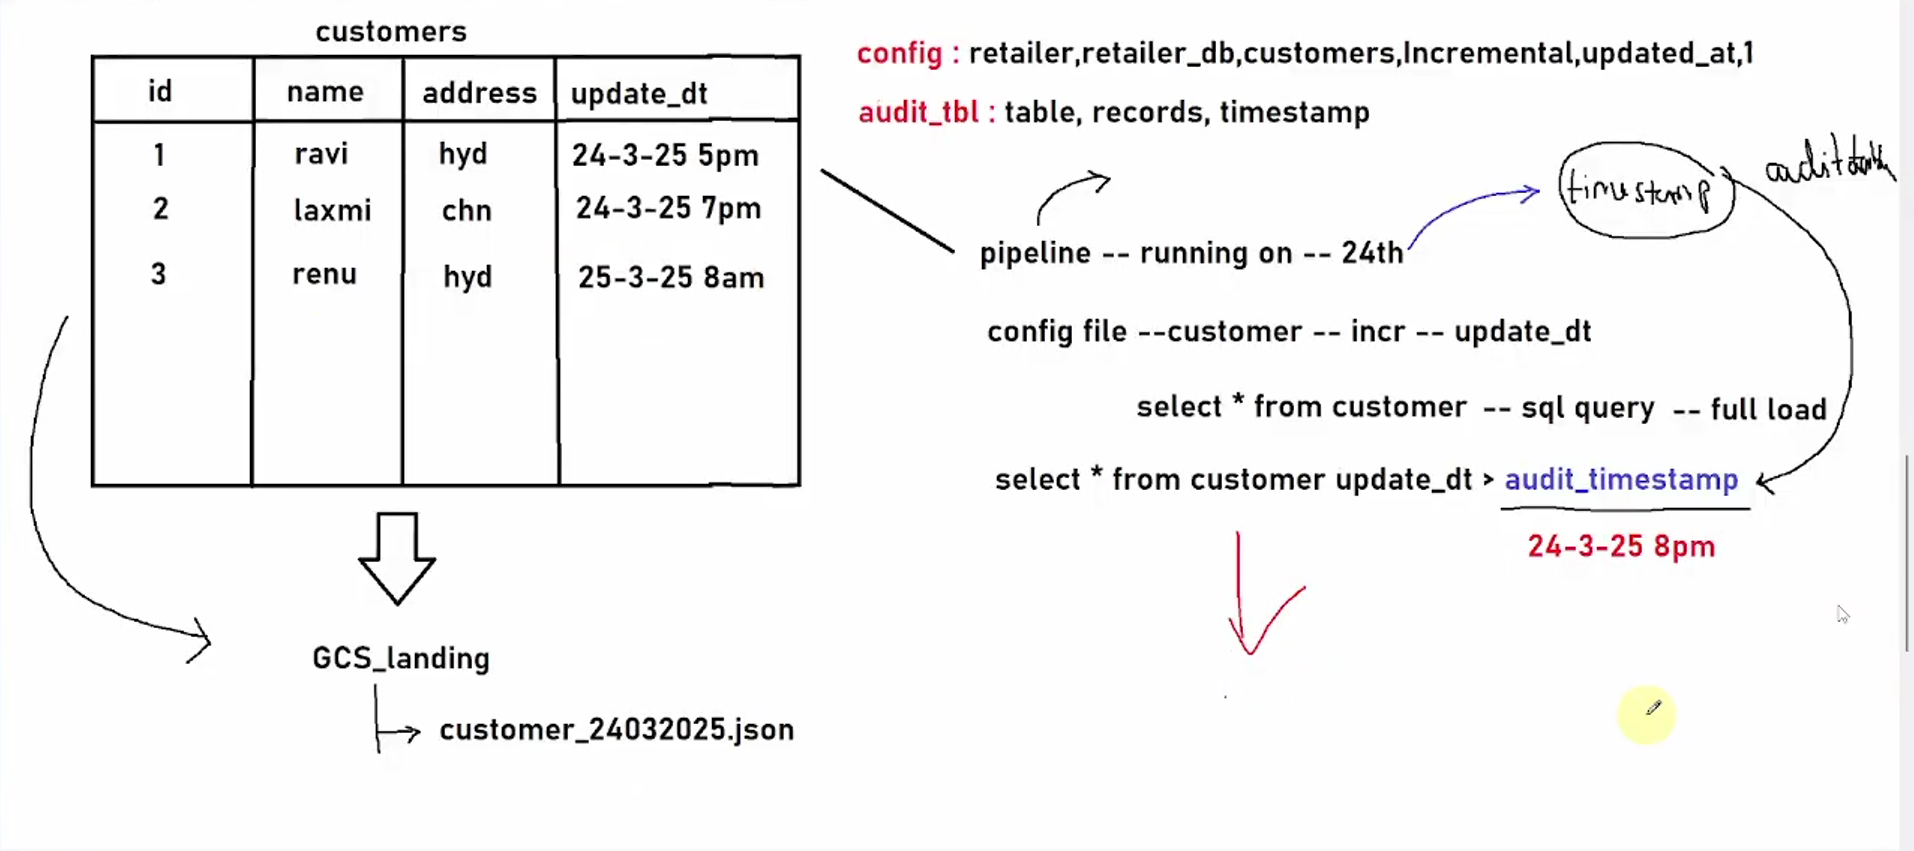 customers
id name address update_dt
1 ravi hyd 24-3-25 5pm
2 laxmi chn 24-3-25 7pm
3 renu hyd 25-3-25 8am
GCS_landing
customer_24032025.json
config : retailer,retailer_db,customers,Incremental,updated_at,1
audit_tbl : table, records, timestamp
timestamp
audit
pipeline -- running on -- 24th
config file --customer -- incr -- update_dt
select * from customer -- sql query -- full load
select * from customer update_dt > audit_timestamp
24-3-25 8pm